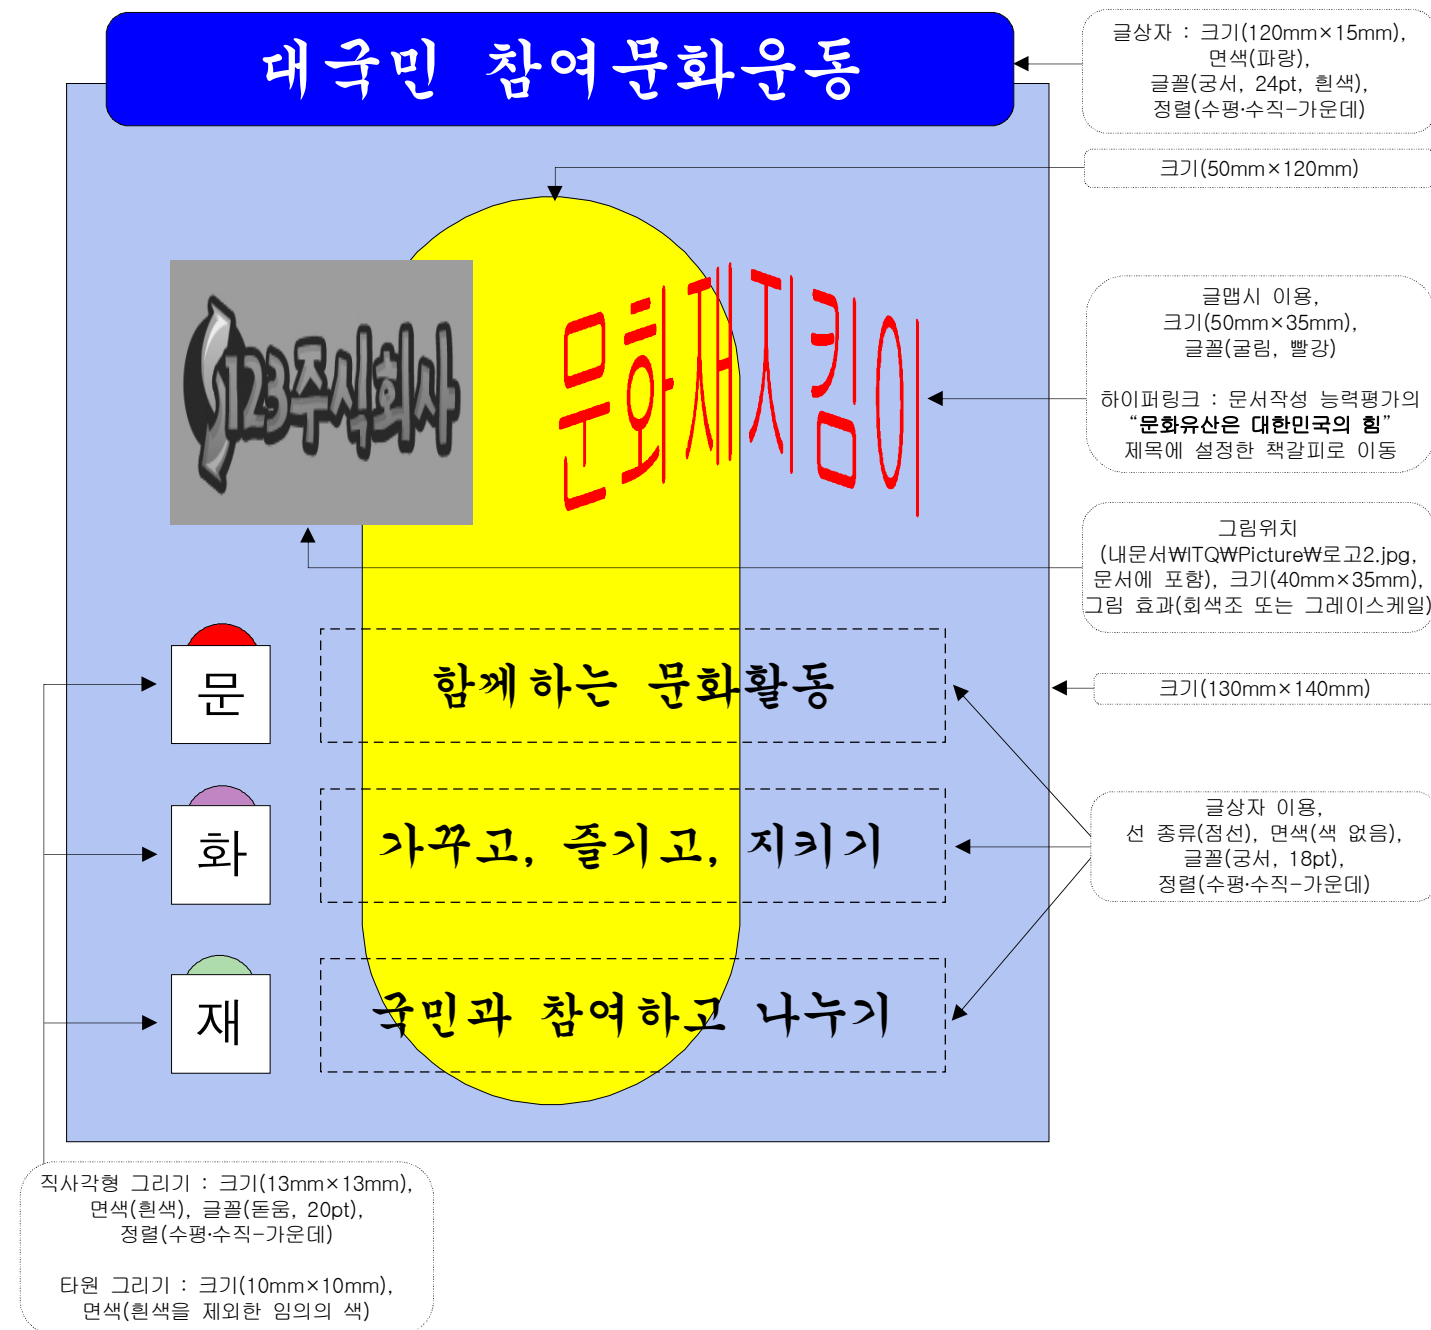 대국민 참여문화운동
글상자 : 크기(120mm×15mm),
면색(파랑),
글꼴(궁서, 24pt, 흰색),
정렬(수평·수직-가운데)
크기(50mm×120mm)
123주식회사
문화재지킴이
글맵시 이용,
크기(50mm×35mm),
글꼴(굴림, 빨강)
하이퍼링크 : 문서작성 능력평가의
“문화유산은 대한민국의 힘”
제목에 설정한 책갈피로 이동
그림위치
(내문서₩ITQ₩Picture₩로고2.jpg,
문서에 포함), 크기(40mm×35mm),
그림 효과(회색조 또는 그레이스케일)
문
함께하는 문화활동
크기(130mm×140mm)
화
가꾸고, 즐기고, 지키기
글상자 이용,
선 종류(점선), 면색(색 없음),
글꼴(궁서, 18pt),
정렬(수평·수직-가운데)
재
국민과 참여하고 나누기
직사각형 그리기 : 크기(13mm×13mm),
면색(흰색), 글꼴(돋움, 20pt),
정렬(수평·수직-가운데)
타원 그리기 : 크기(10mm×10mm),
면색(흰색을 제외한 임의의 색)